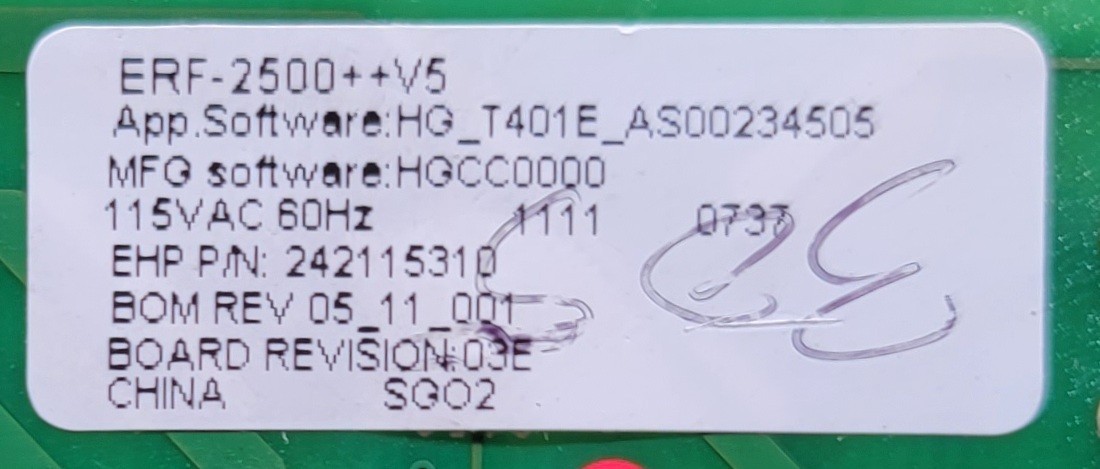 ERF-2500++V5
App.Software:HG_T401E_AS00234505
MFG software:HGCC0000
115VAC 60Hz 1111 0737
EHP P/N: 242115310
BOM REV 05_11_001
BOARD REVISION:03E
CHINA SGO2